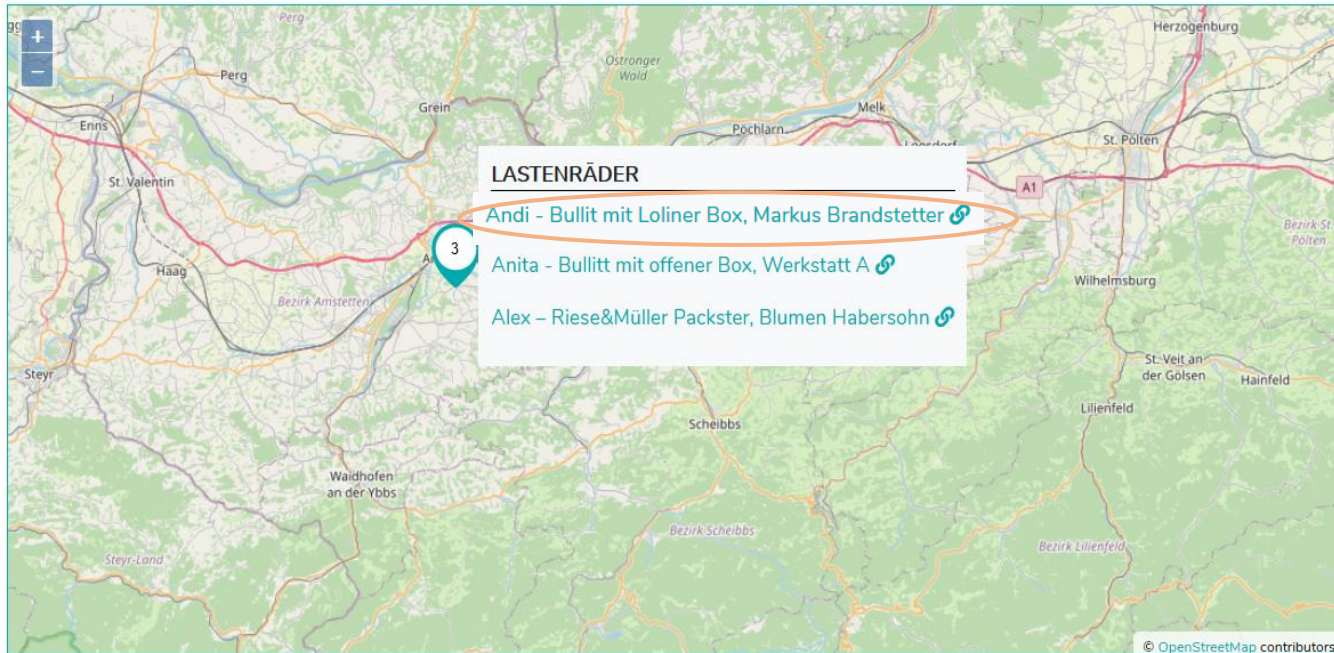 +
−
Perg
Perg
Ostronger
Wald
Herzogenburg
Grein
Enns
Melk
Pöchlarn
St. Pölten
St. Valentin
A1
LASTENRÄDER
Andi - Bullit mit Loliner Box, Markus Brandstetter
Anita - Bullitt mit offener Box, Werkstatt A
Alex – Riese&Müller Packster, Blumen Habersohn
3
Haag
Bezirk Amstetten
Bezirk St.
Pölten
Wilhelmsburg
Steyr
St. Veit an
der Gölsen
Hainfeld
Lilienfeld
Scheibbs
Waidhofen
an der Ybbs
Bezirk Scheibbs
Bezirk Lilienfeld
Steyr-Land
© OpenStreetMap contributors